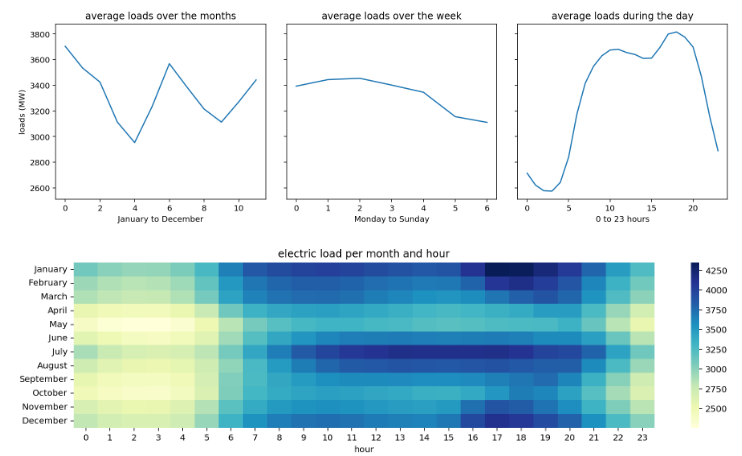 average loads over the months
average loads over the week
average loads during the day
3800
3600
3400
3200
3000
2800
2600
loads (MW)
0 2 4 6 8 10
0 1 2 3 4 5 6
0 5 10 15 20
January to December
Monday to Sunday
0 to 23 hours
electric load per month and hour
January
February
March
April
May
June
July
August
September
October
November
December
0 1 2 3 4 5 6 7 8 9 10 11 12 13 14 15 16 17 18 19 20 21 22 23
hour
4250
4000
3750
3500
3250
3000
2750
2500